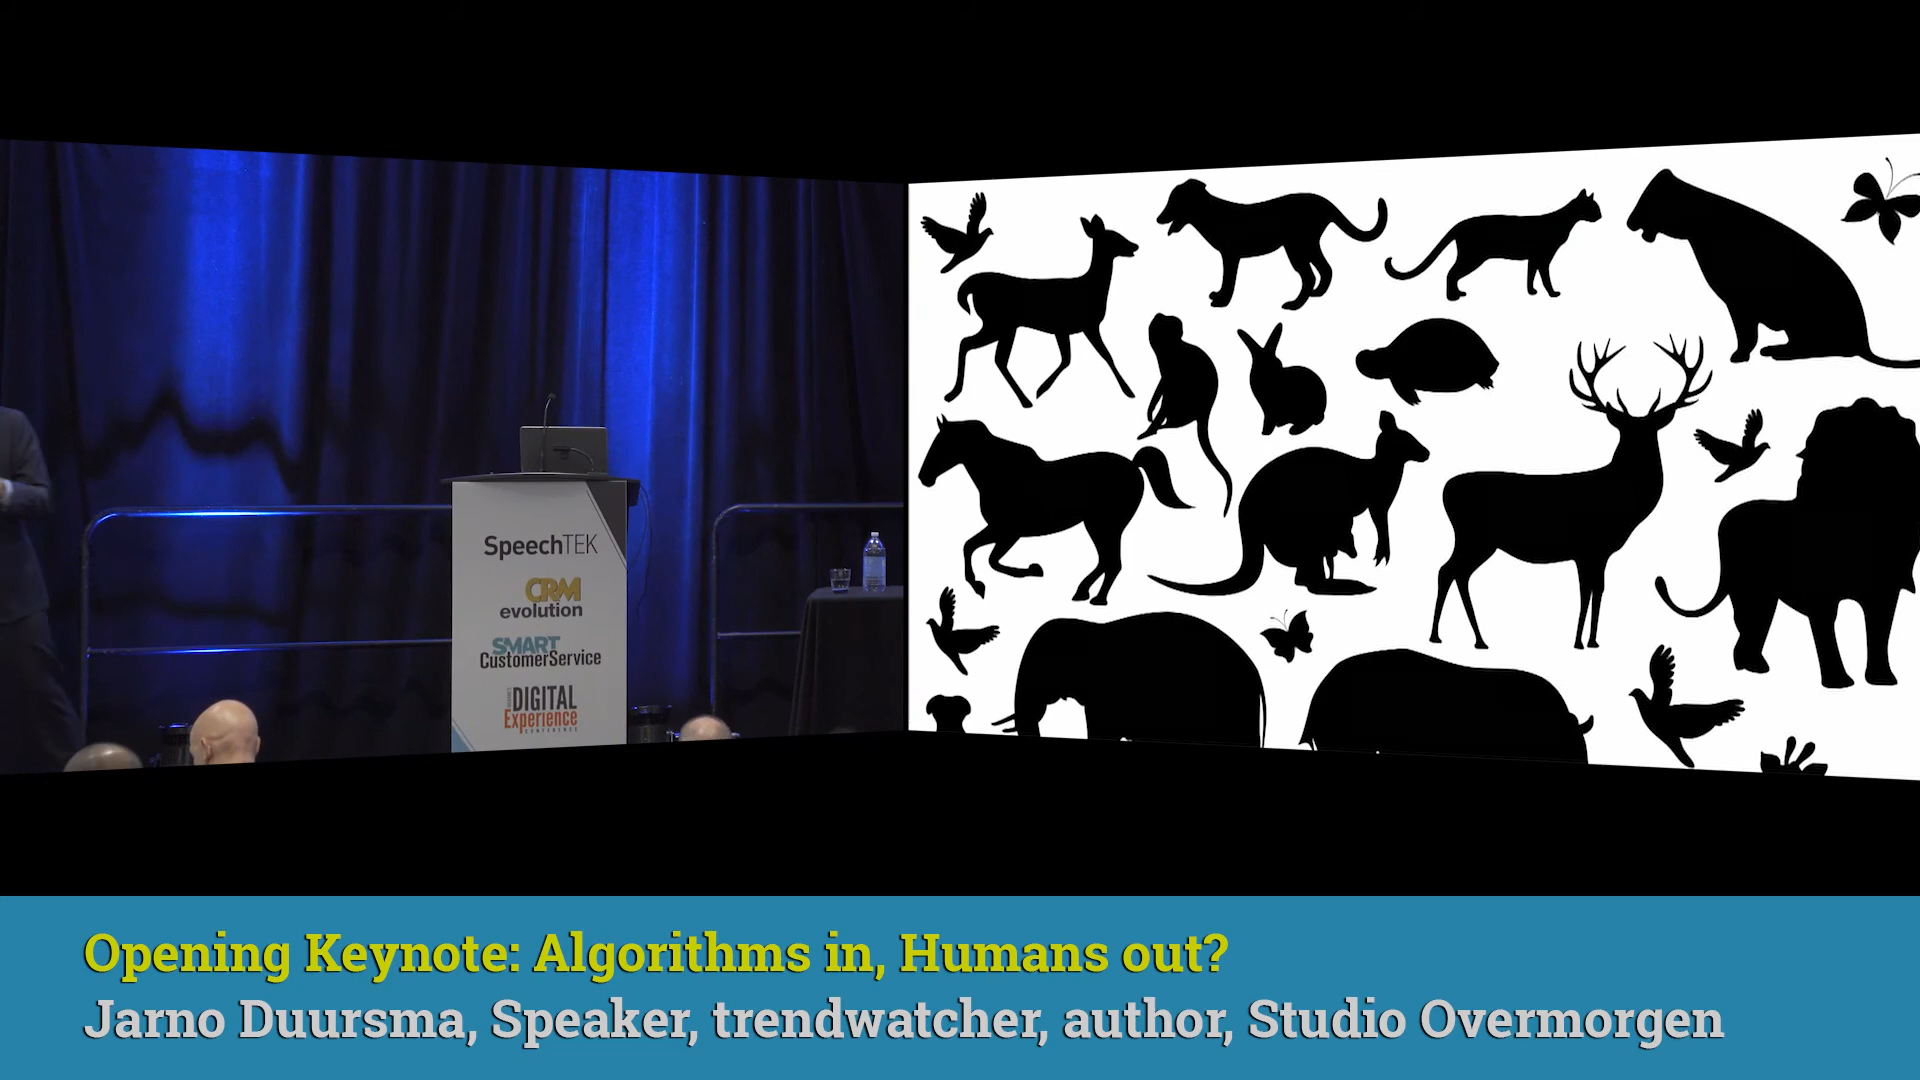 SpeechTEK
CRM
evolution
SMART
CustomerService
DIGITAL
Experience
CONFERENCE
Opening Keynote: Algorithms in, Humans out?
Jarno Duursma, Speaker, trendwatcher, author, Studio Overmorgen